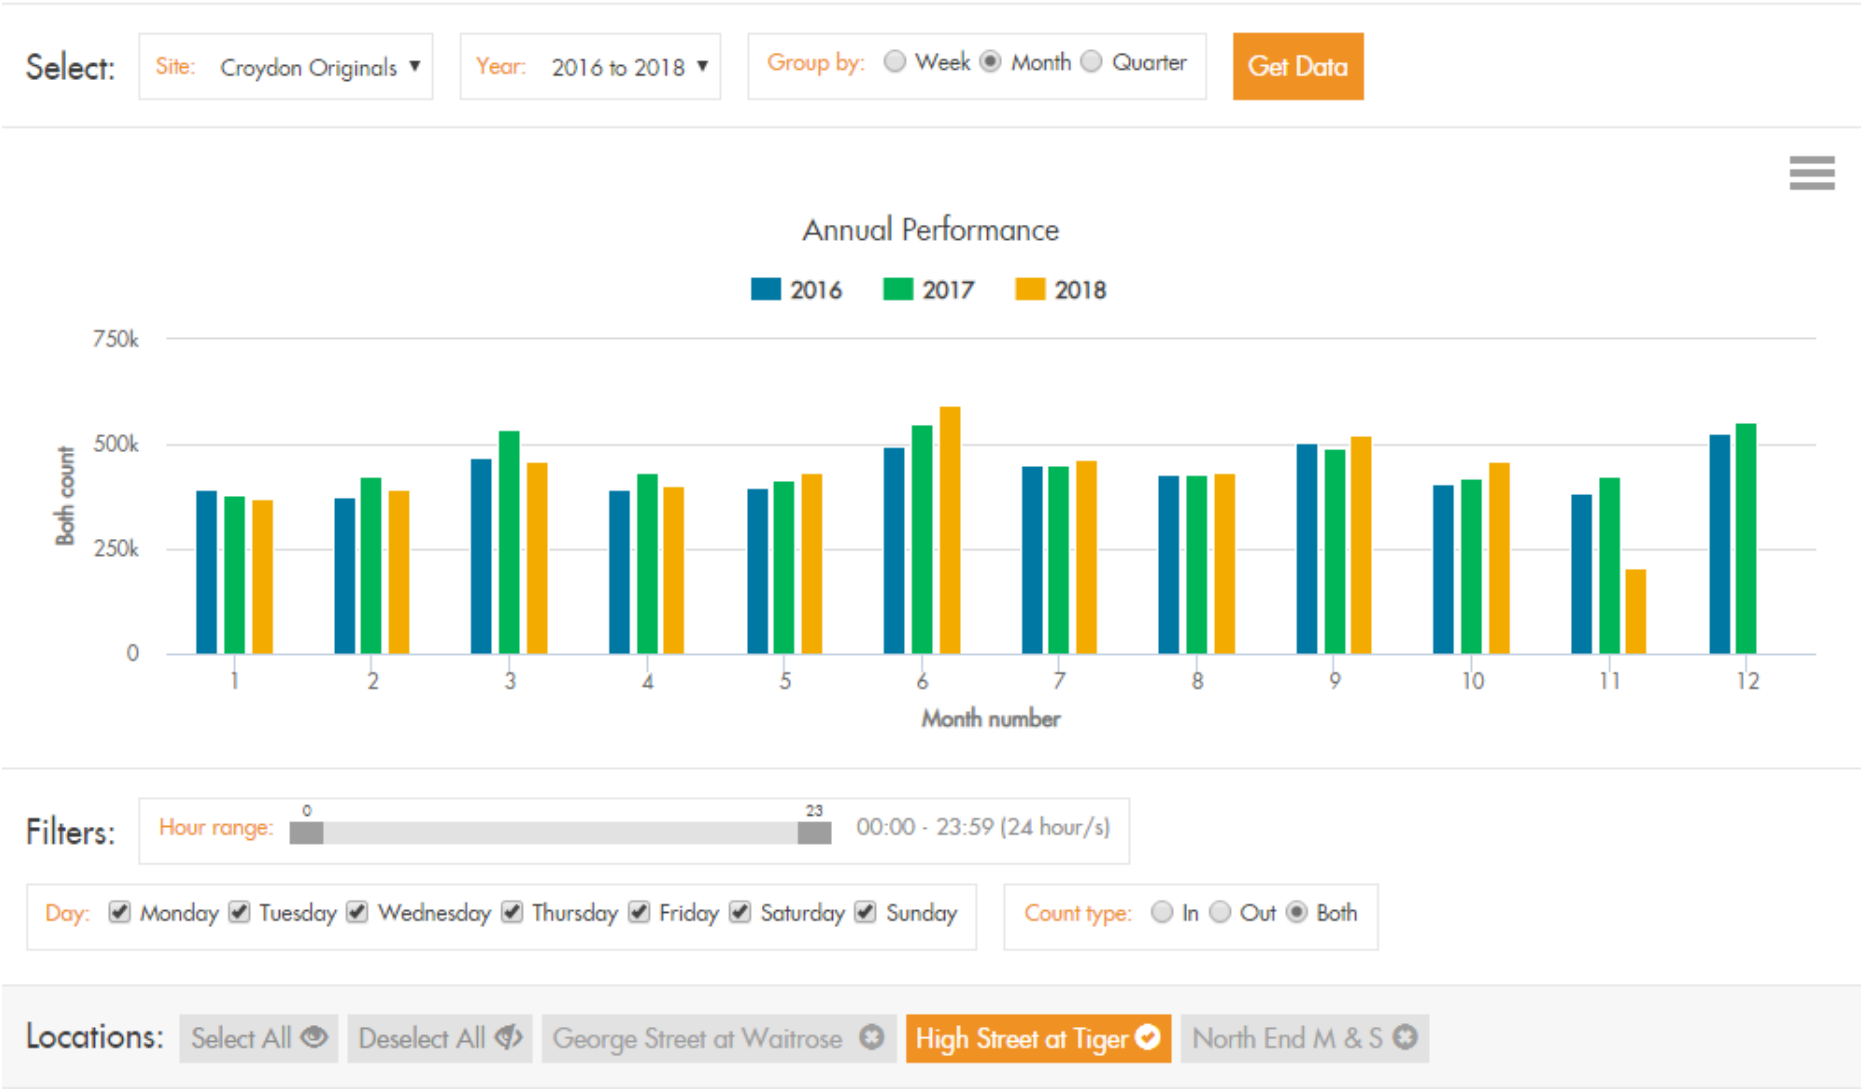 Select: Site: Croydon Originals ▼ Year: 2016 to 2018 ▼ Group by: Week Month Quarter Get Data
Annual Performance
2016 2017 2018
750k
500k
250k
0
Both count
1 2 3 4 5 6 7 8 9 10 11 12
Month number
0 23
Filters: Hour range: 00:00 - 23:59 (24 hour/s)
Day: Monday Tuesday Wednesday Thursday Friday Saturday Sunday Count type: In Out Both
Locations: Select All Deselect All George Street at Waitrose High Street at Tiger North End M & S